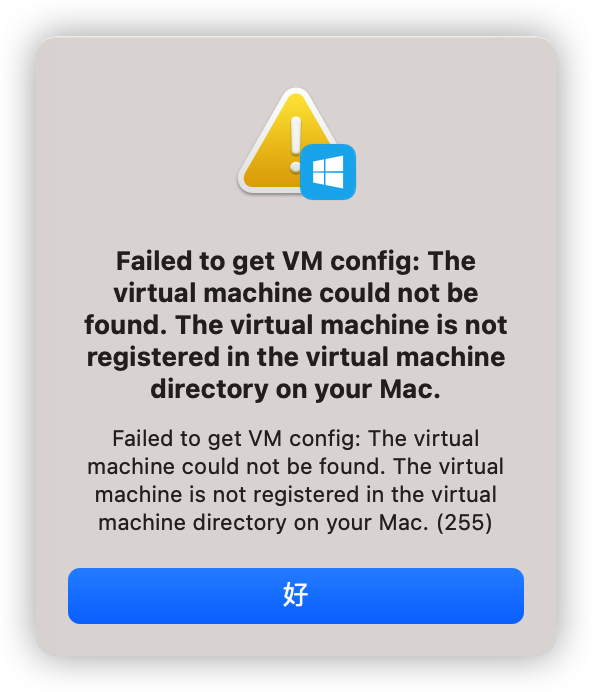 Failed to get VM config: The
virtual machine could not be
found. The virtual machine is not
registered in the virtual machine
directory on your Mac.
Failed to get VM config: The virtual
machine could not be found. The virtual
machine is not registered in the virtual
machine directory on your Mac. (255)
好